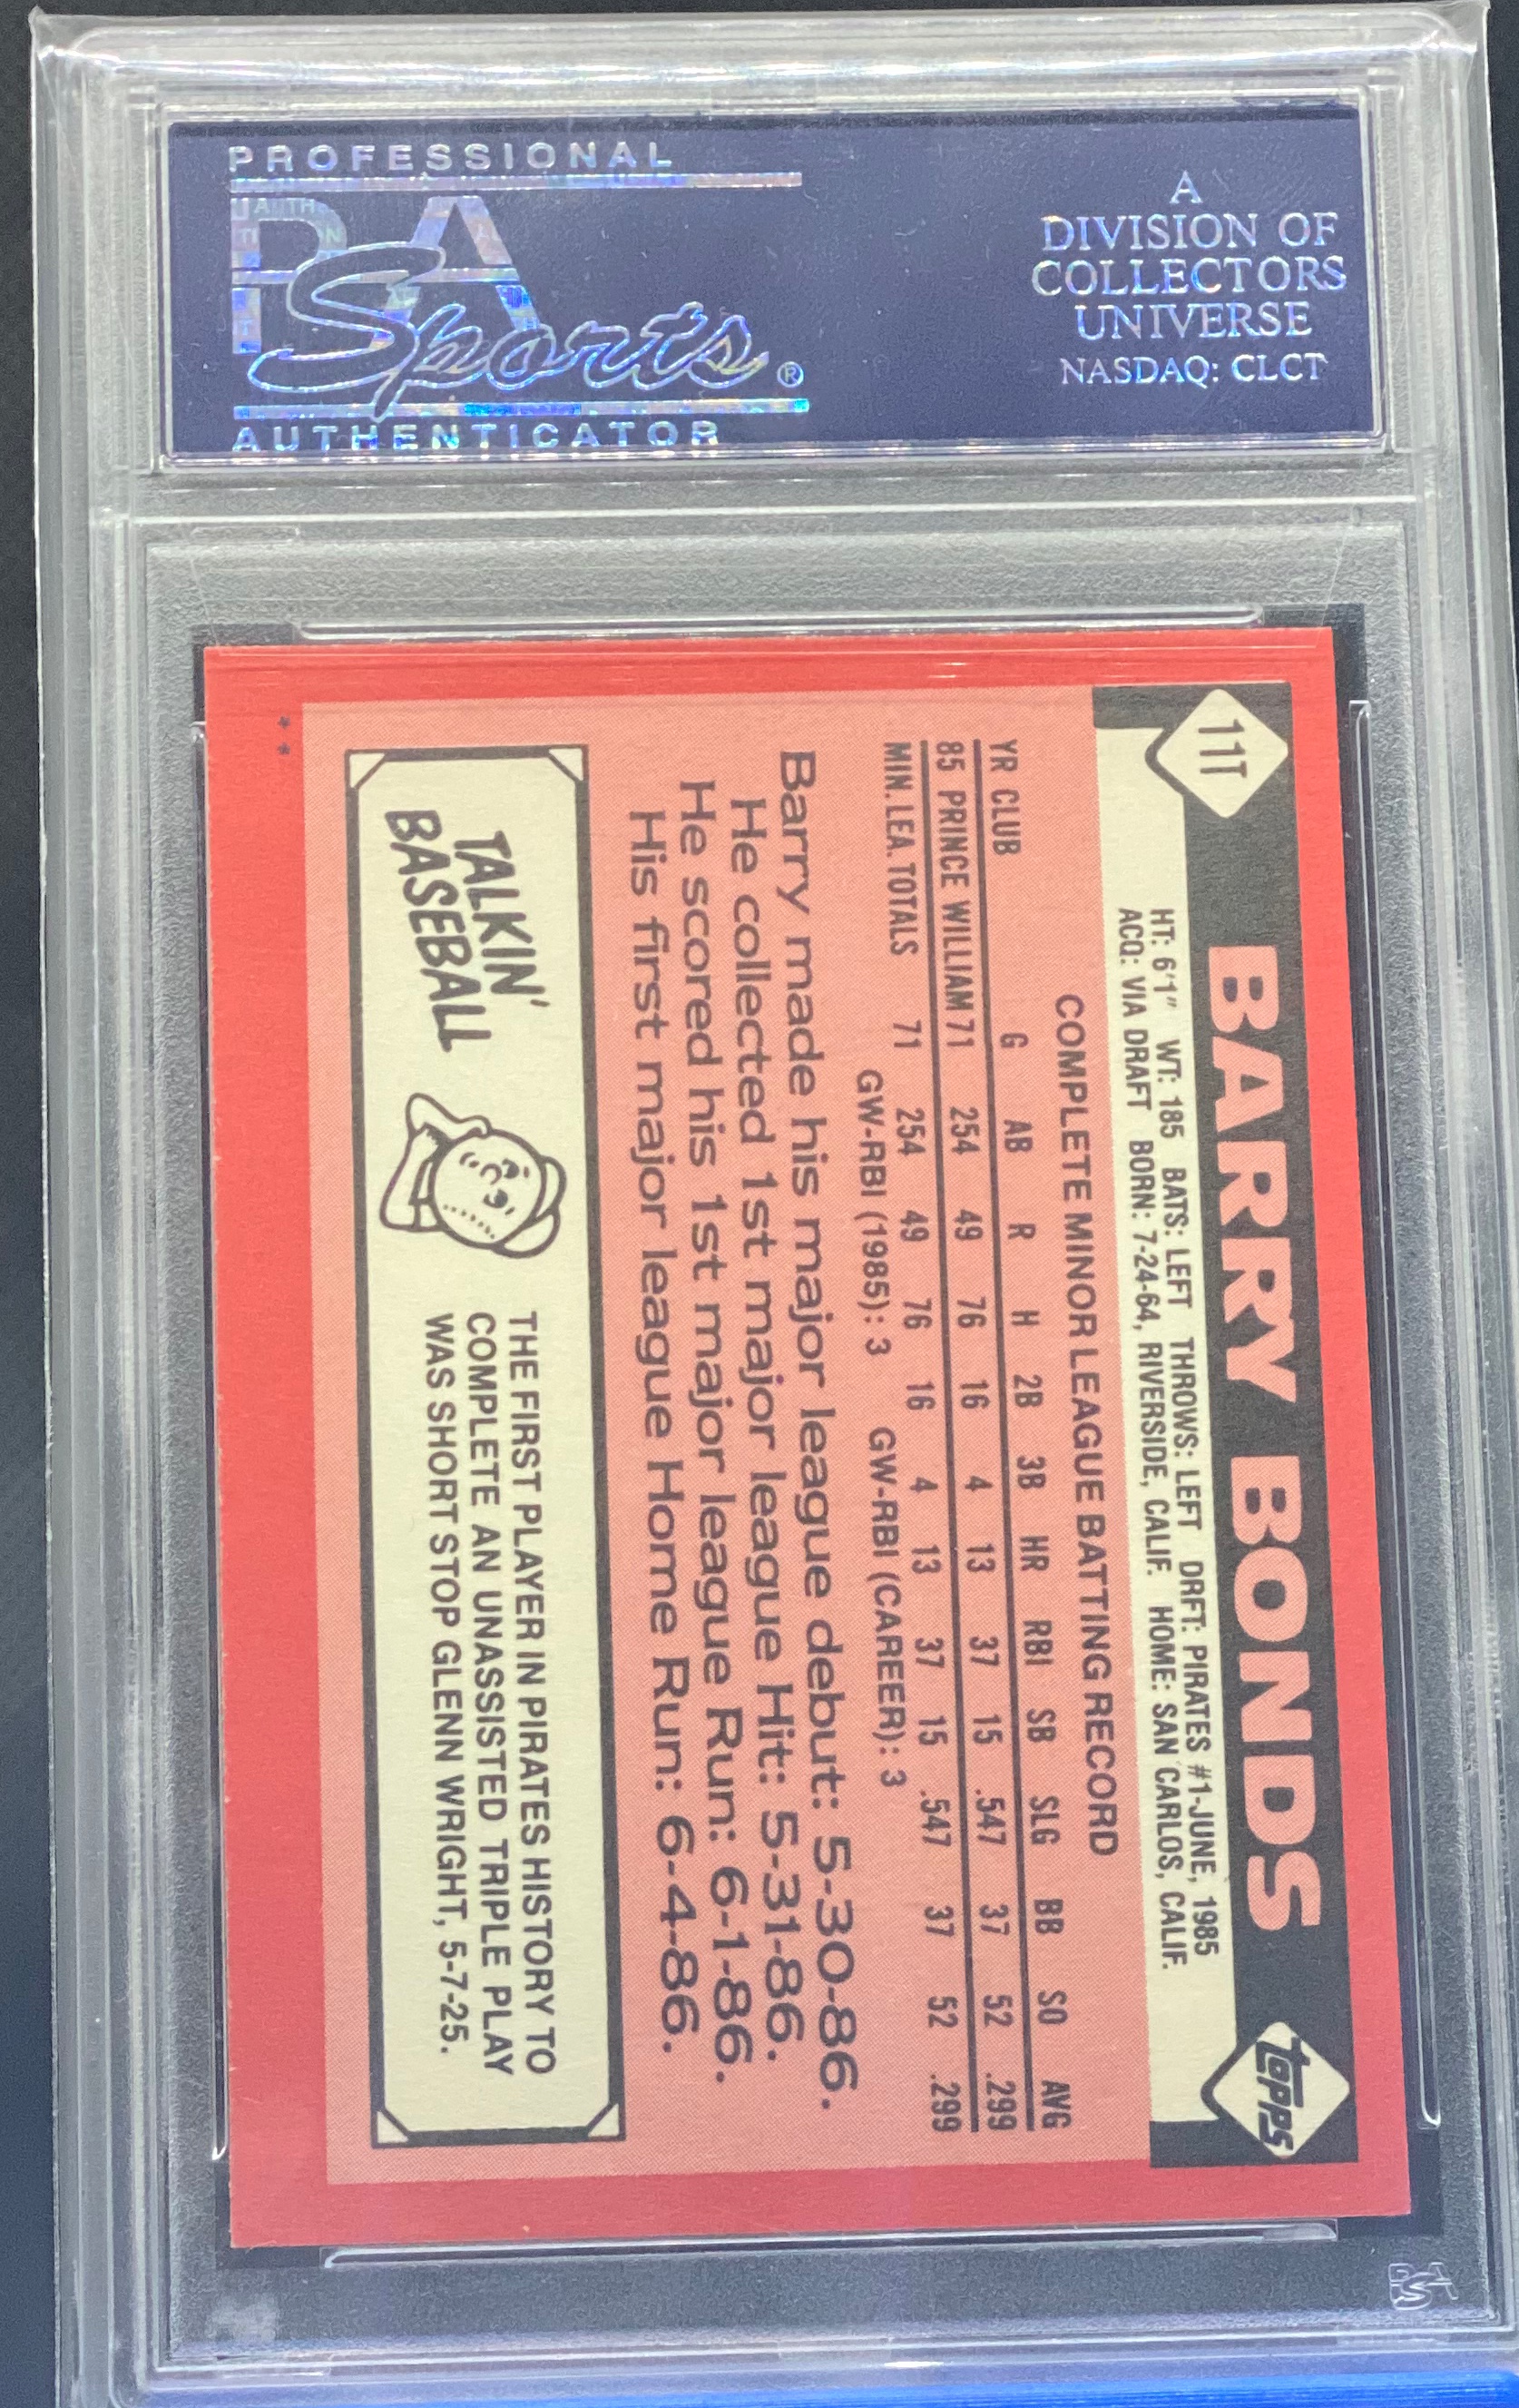 PROFESSIONAL
PSA
Sports®
AUTHENTICATOR
A
DIVISION OF
COLLECTORS
UNIVERSE
NASDAQ: CLCT
11T
BARRY BONDS
topps
HT: 6'1" WT: 185 BATS: LEFT THROWS: LEFT DRFT: PIRATES #1-JUNE, 1985
ACQ: VIA DRAFT BORN: 7-24-64, RIVERSIDE, CALIF. HOME: SAN CARLOS, CALIF.
COMPLETE MINOR LEAGUE BATTING RECORD
YR CLUB G AB R H 2B 3B HR RBI SB SLG BB SO AVG
85 PRINCE WILLIAM 71 254 49 76 16 4 13 37 15 .547 37 52 .299
MIN. LEA. TOTALS 71 254 49 76 16 4 13 37 15 .547 37 52 .299
GW-RBI (1985): 3 GW-RBI (CAREER): 3
Barry made his major league debut: 5-30-86.
He collected 1st major league Hit: 5-31-86.
He scored his 1st major league Run: 6-1-86.
His first major league Home Run: 6-4-86.
TALKIN'
BASEBALL
THE FIRST PLAYER IN PIRATES HISTORY TO
COMPLETE AN UNASSISTED TRIPLE PLAY
WAS SHORT STOP GLENN WRIGHT, 5-7-25.
**
PSA